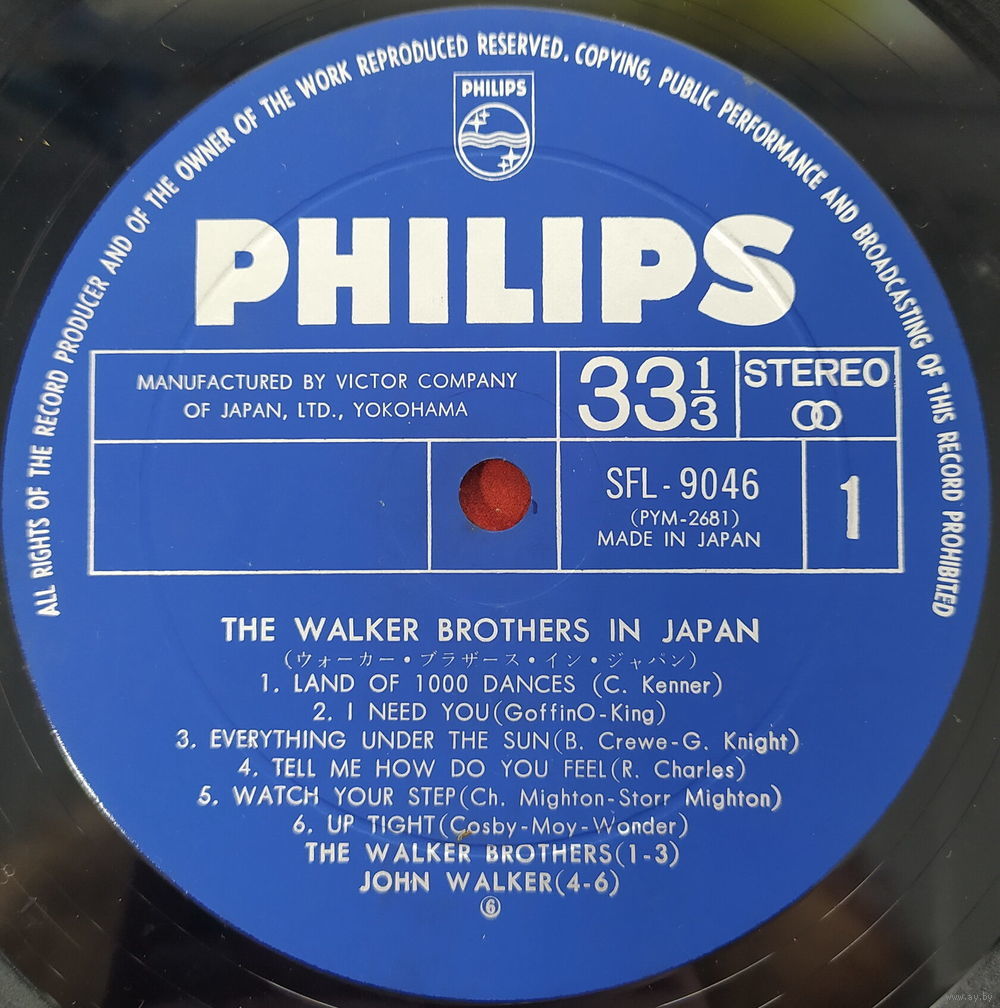 ALL RIGHTS OF THE RECORD PRODUCER AND OF THE OWNER OF THE WORK REPRODUCED RESERVED. COPYING, PUBLIC PERFORMANCE AND BROADCASTING OF THIS RECORD PROHIBITED
PHILIPS
PHILIPS
MANUFACTURED BY VICTOR COMPANY
OF JAPAN, LTD., YOKOHAMA
33 1/3
STEREO
SFL-9046
(PYM-2681)
MADE IN JAPAN
1
THE WALKER BROTHERS IN JAPAN
(ウォーカー・ブラザース・イン・ジャパン)
1. LAND OF 1000 DANCES (C. Kenner)
2. I NEED YOU(GoffinO-King)
3. EVERYTHING UNDER THE SUN(B. Crewe-G. Knight)
4. TELL ME HOW DO YOU FEEL(R. Charles)
5. WATCH YOUR STEP(Ch. Mighton-Storr Mighton)
6. UP TIGHT(Cosby-Moy-Wonder)
THE WALKER BROTHERS(1-3)
JOHN WALKER(4-6)
⑥
www.ay.by